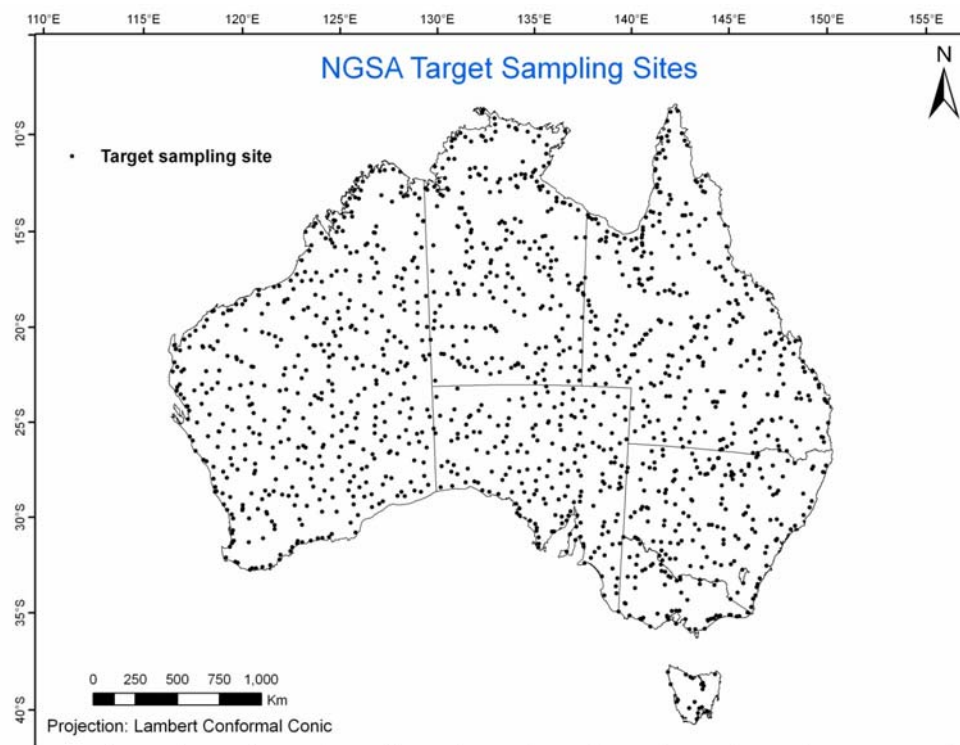 110°E 115°E 120°E 125°E 130°E 135°E 140°E 145°E 150°E 155°E
NGSA Target Sampling Sites
N
10°S
Target sampling site
15°S
20°S
25°S
30°S
35°S
0 250 500 750 1,000
Km
40°S
Projection: Lambert Conformal Conic